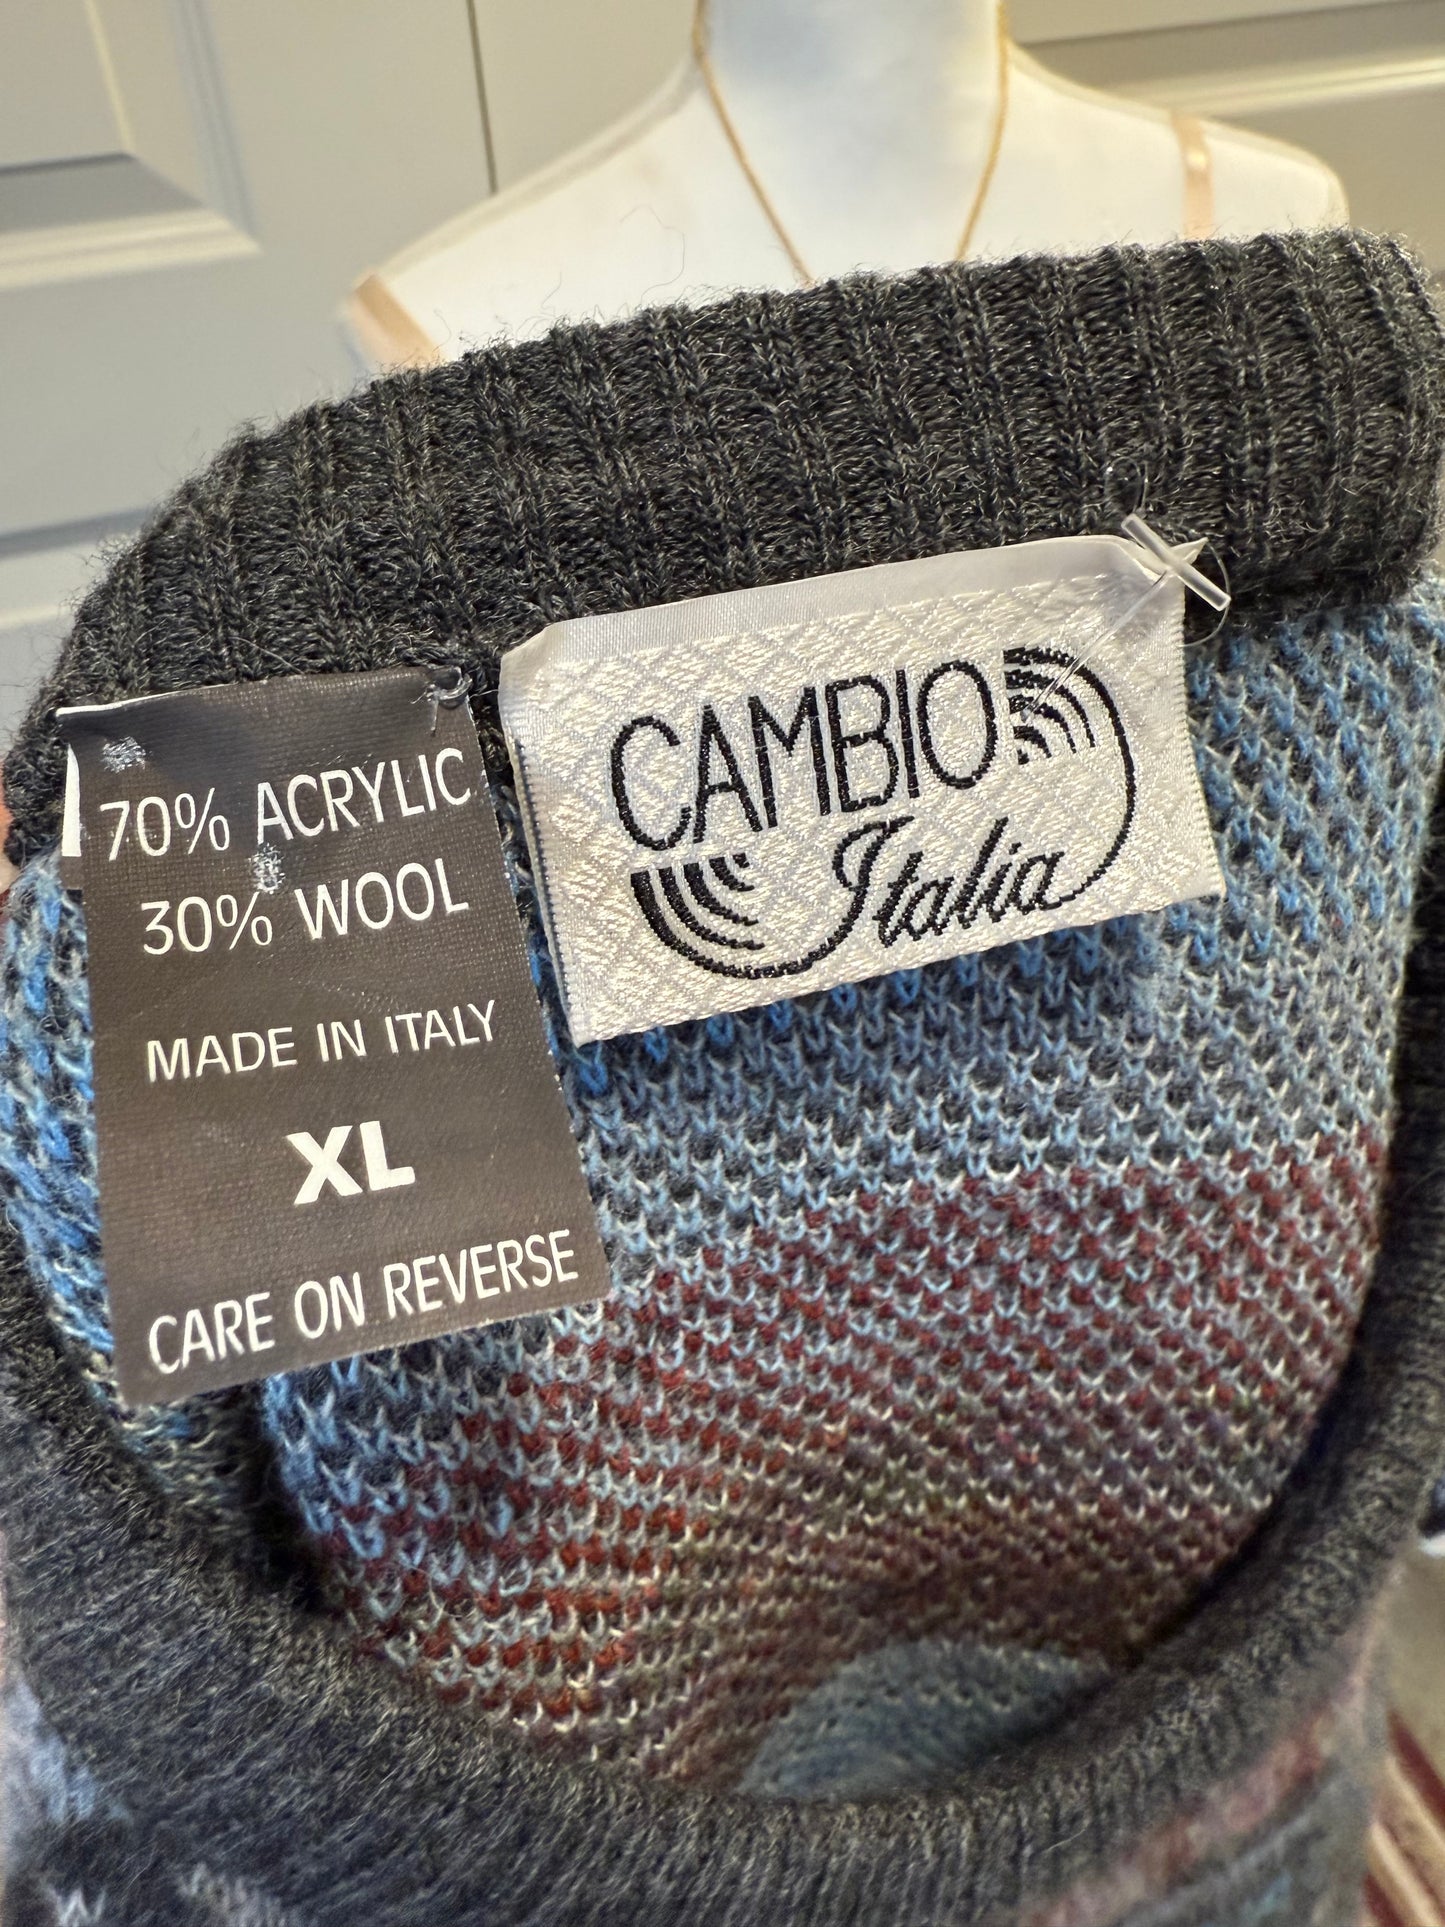 70% ACRYLIC
30% WOOL
MADE IN ITALY
XL
CARE ON REVERSE
CAMBIO
Italia